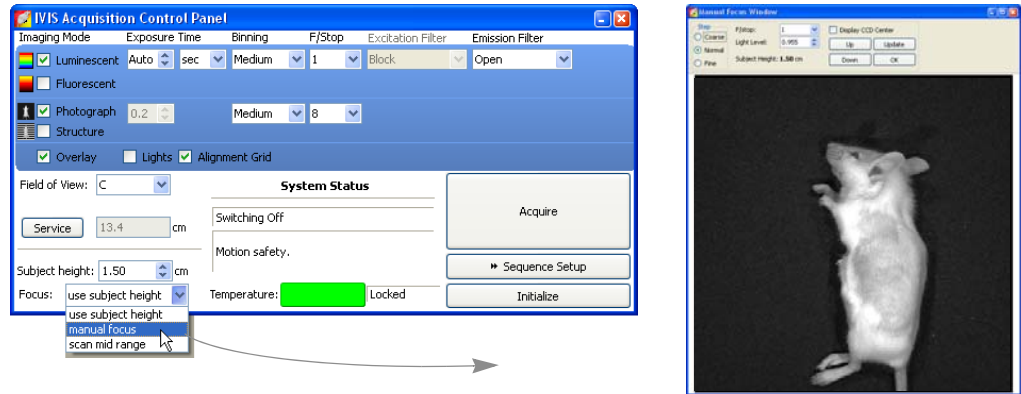 IVIS Acquisition Control Panel
Imaging Mode Exposure Time Binning F/Stop Excitation Filter Emission Filter
Luminescent Auto sec Medium 1 Block Open
Fluorescent
Photograph 0.2 Medium 8
Structure
Overlay Lights Alignment Grid
Field of View: C
System Status
Service 13.4 cm
Switching Off
Motion safety.
Subject height: 1.50 cm
Focus: use subject height
Temperature: Locked
use subject height
manual focus
scan mid range
Acquire
Sequence Setup
Initialize
Manual Focus Window
Step
Coarse
Normal
Fine
F/Stop: 1
Light Level: 0.955
Subject Height: 1.50 cm
Display CCD Center
Up Update
Down OK